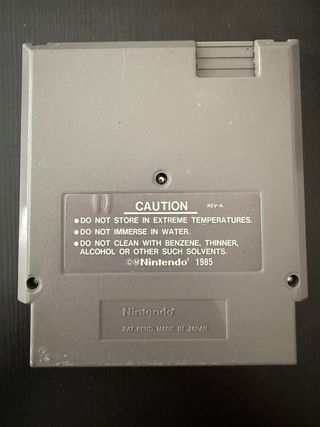 CAUTION REV-A
●DO NOT STORE IN EXTREME TEMPERATURES.
●DO NOT IMMERSE IN WATER.
●DO NOT CLEAN WITH BENZENE, THINNER,
ALCOHOL OR OTHER SUCH SOLVENTS.
©ⓂNintendo® 1985
Nintendo®
PAT. PEND. MADE IN JAPAN